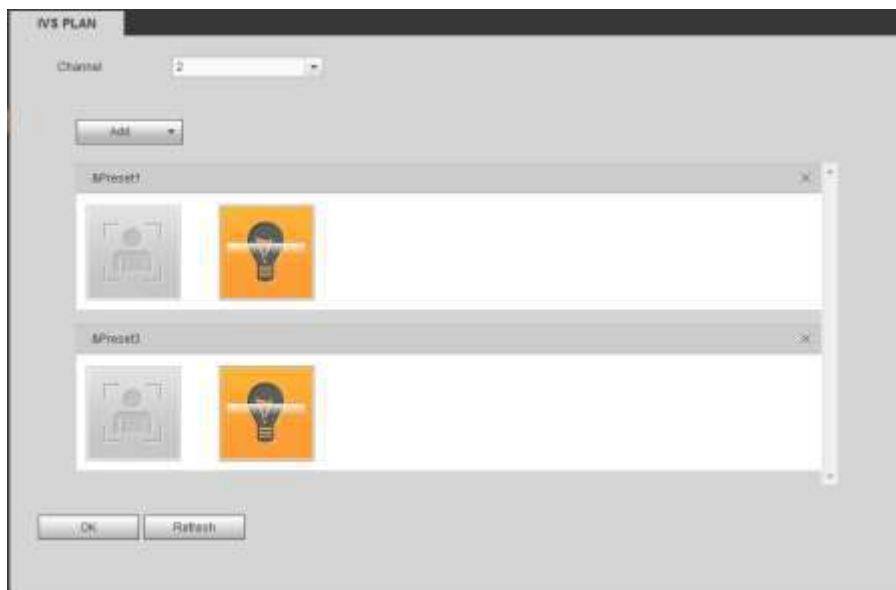 IVS PLAN
Channel
2
Add
&Preset1
&Preset3
OK
Refresh